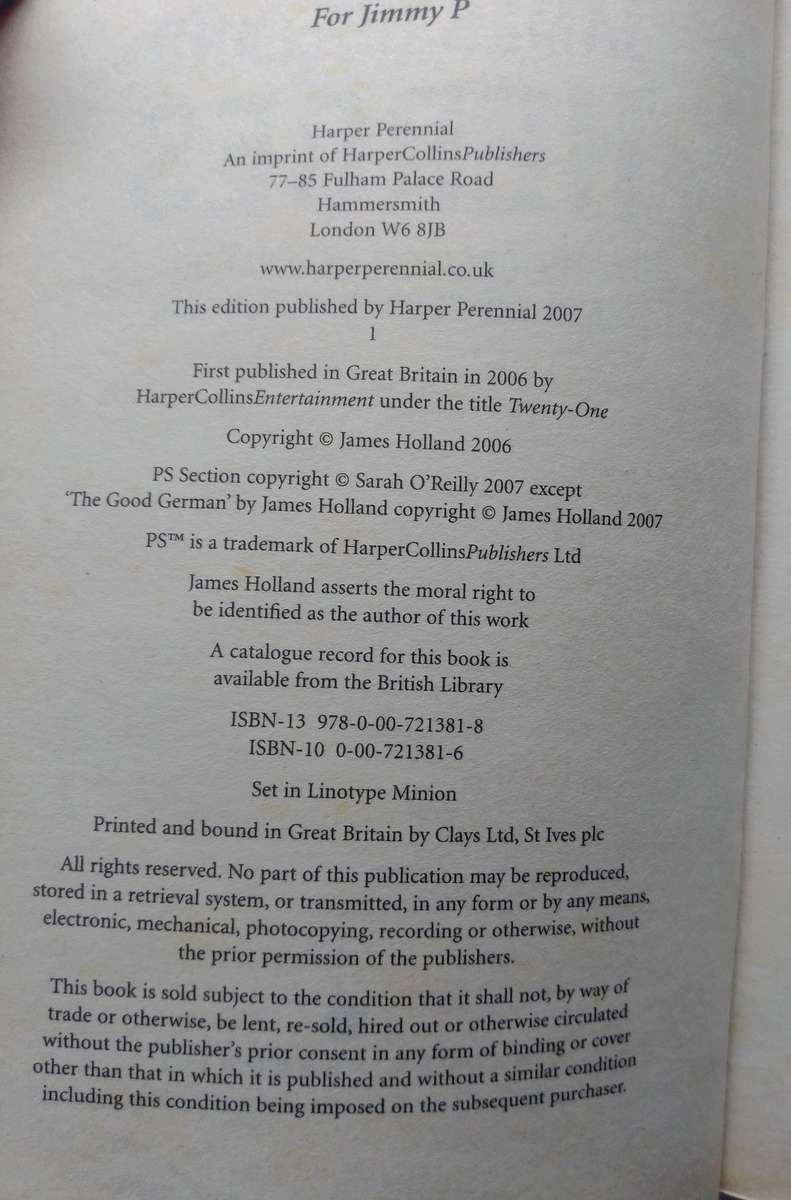 For Jimmy P
Harper Perennial
An imprint of HarperCollinsPublishers
77–85 Fulham Palace Road
Hammersmith
London W6 8JB
www.harperperennial.co.uk
This edition published by Harper Perennial 2007
1
First published in Great Britain in 2006 by
HarperCollinsEntertainment under the title Twenty-One
Copyright © James Holland 2006
PS Section copyright © Sarah O'Reilly 2007 except
'The Good German' by James Holland copyright © James Holland 2007
PS™ is a trademark of HarperCollinsPublishers Ltd
James Holland asserts the moral right to
be identified as the author of this work
A catalogue record for this book is
available from the British Library
ISBN-13 978-0-00-721381-8
ISBN-10 0-00-721381-6
Set in Linotype Minion
Printed and bound in Great Britain by Clays Ltd, St Ives plc
All rights reserved. No part of this publication may be reproduced,
stored in a retrieval system, or transmitted, in any form or by any means,
electronic, mechanical, photocopying, recording or otherwise, without
the prior permission of the publishers.
This book is sold subject to the condition that it shall not, by way of
trade or otherwise, be lent, re-sold, hired out or otherwise circulated
without the publisher's prior consent in any form of binding or cover
other than that in which it is published and without a similar condition
including this condition being imposed on the subsequent purchaser.